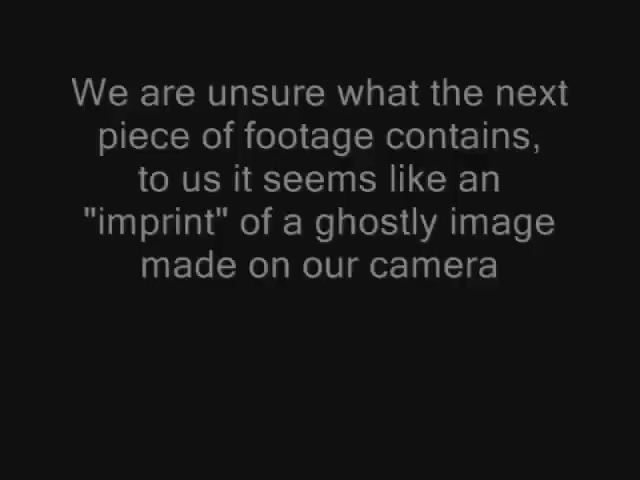 We are unsure what the next
piece of footage contains,
to us it seems like an
"imprint" of a ghostly image
made on our camera